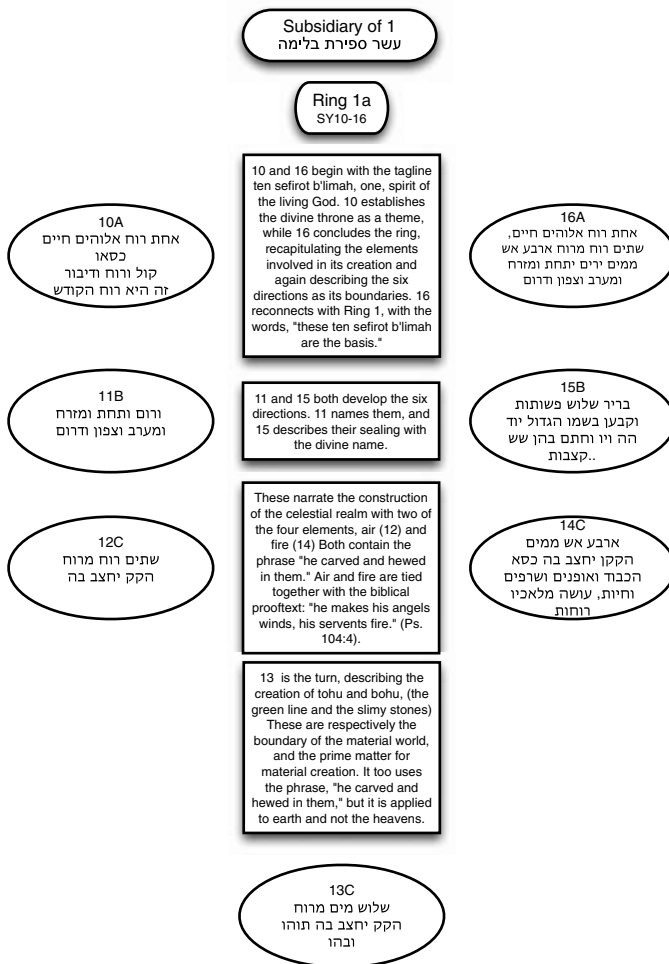 Subsidiary of 1
עשר ספירת בלימה
Ring 1a
SY10-16
10 and 16 begin with the tagline
ten sefirot b'limah, one, spirit of
the living God. 10 establishes
the divine throne as a theme,
while 16 concludes the ring,
recapitulating the elements
involved in its creation and
again describing the six
directions as its boundaries. 16
reconnects with Ring 1, with the
words, "these ten sefirot b'limah
are the basis."
10A
אחת רוח אלוהים חיים
כסאו
קול ורוח ודיבור
זה היא רוח הקודש
16A
אחת רוח אלוהים חיים,
שתים רוח מרוח ארבע אש
ממים ירים יתחת ומזרח
ומערב וצפון ודרום
11B
ורום ותחת ומזרח
ומערב וצפון ודרום
11 and 15 both develop the six
directions. 11 names them, and
15 describes their sealing with
the divine name.
15B
בריר שלוש פשותות
וקבען בשמו הגדול יוד
הה ויו וחתם בהן שש
קצבות..
12C
שתים רוח מרוח
הקק יחצב בה
These narrate the construction
of the celestial realm with two of
the four elements, air (12) and
fire (14) Both contain the
phrase "he carved and hewed
in them." Air and fire are tied
together with the biblical
prooftext: "he makes his angels
winds, his servents fire." (Ps.
104:4).
14C
ארבע אש ממים
הקקן יחצב בה כסא
הכבוד ואופנים ושרפים
וחיות, עושה מלאכיו
רוחות
13 is the turn, describing the
creation of tohu and bohu, (the
green line and the slimy stones)
These are respectively the
boundary of the material world,
and the prime matter for
material creation. It too uses
the phrase, "he carved and
hewed in them," but it is applied
to earth and not the heavens.
13C
שלוש מים מרוח
הקק יחצב בה תוהו
ובהו